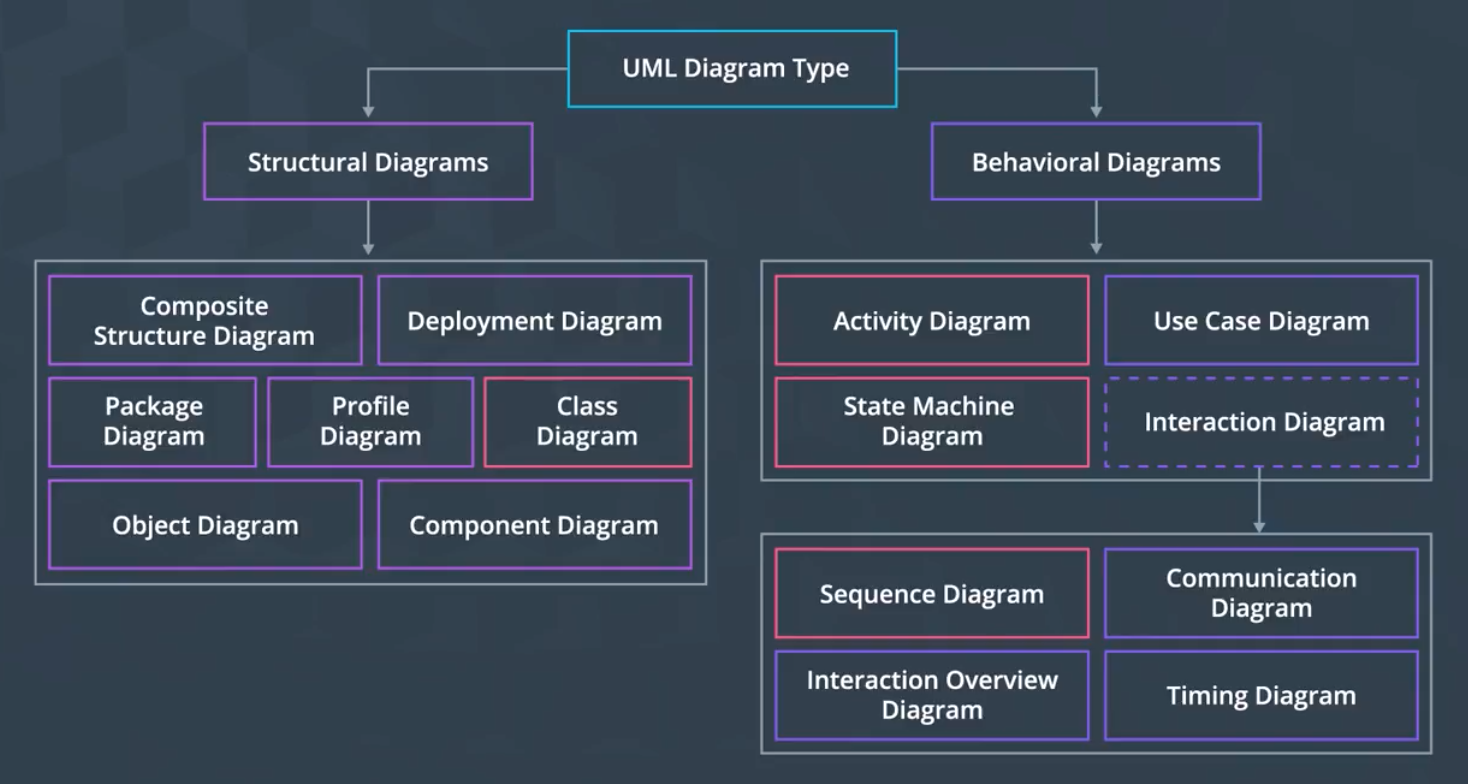 UML Diagram Type
Structural Diagrams
Behavioral Diagrams
Composite
Structure Diagram
Deployment Diagram
Package
Diagram
Profile
Diagram
Class
Diagram
Object Diagram
Component Diagram
Activity Diagram
Use Case Diagram
State Machine
Diagram
Interaction Diagram
Sequence Diagram
Communication
Diagram
Interaction Overview
Diagram
Timing Diagram